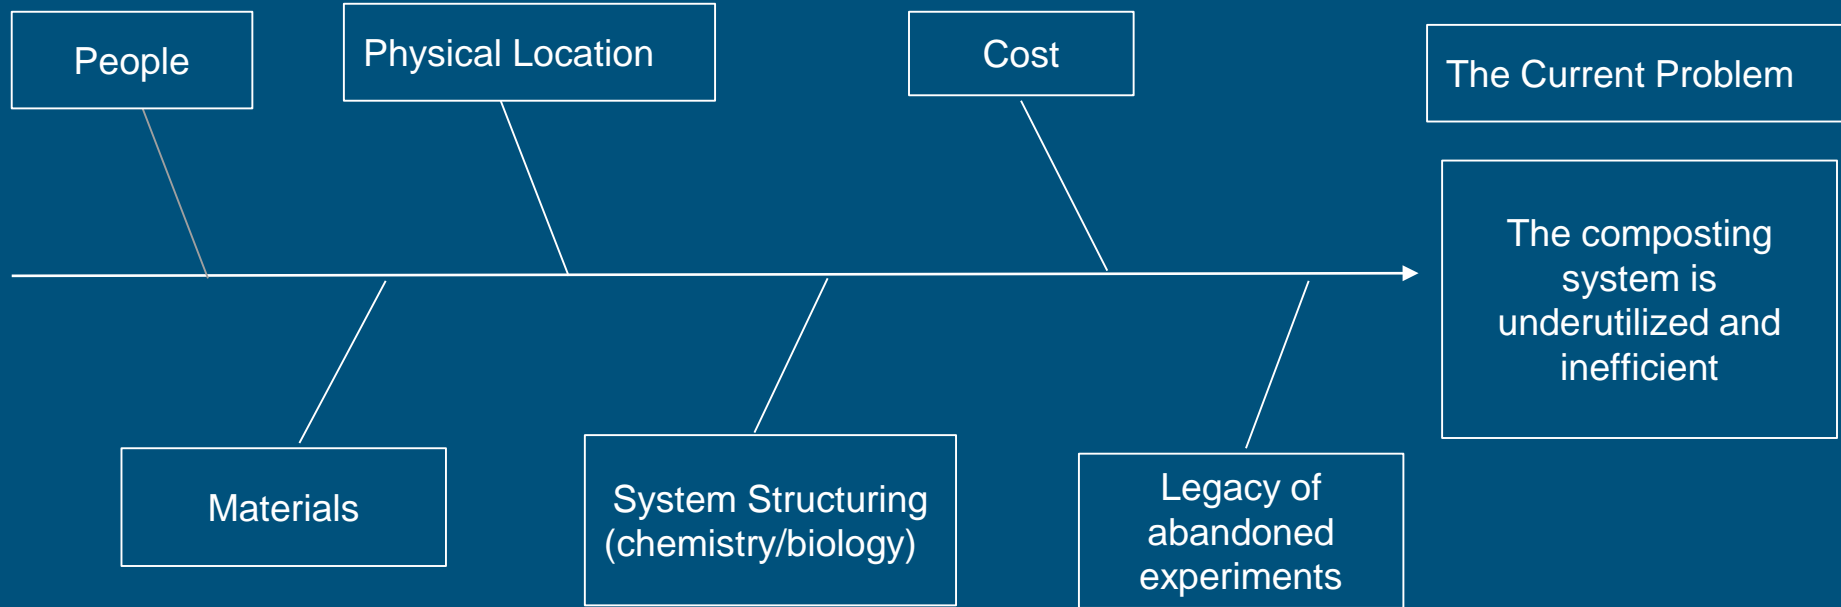 People
Physical Location
Cost
The Current Problem
The composting
system is
underutilized and
inefficient
Materials
System Structuring
(chemistry/biology)
Legacy of
abandoned
experiments